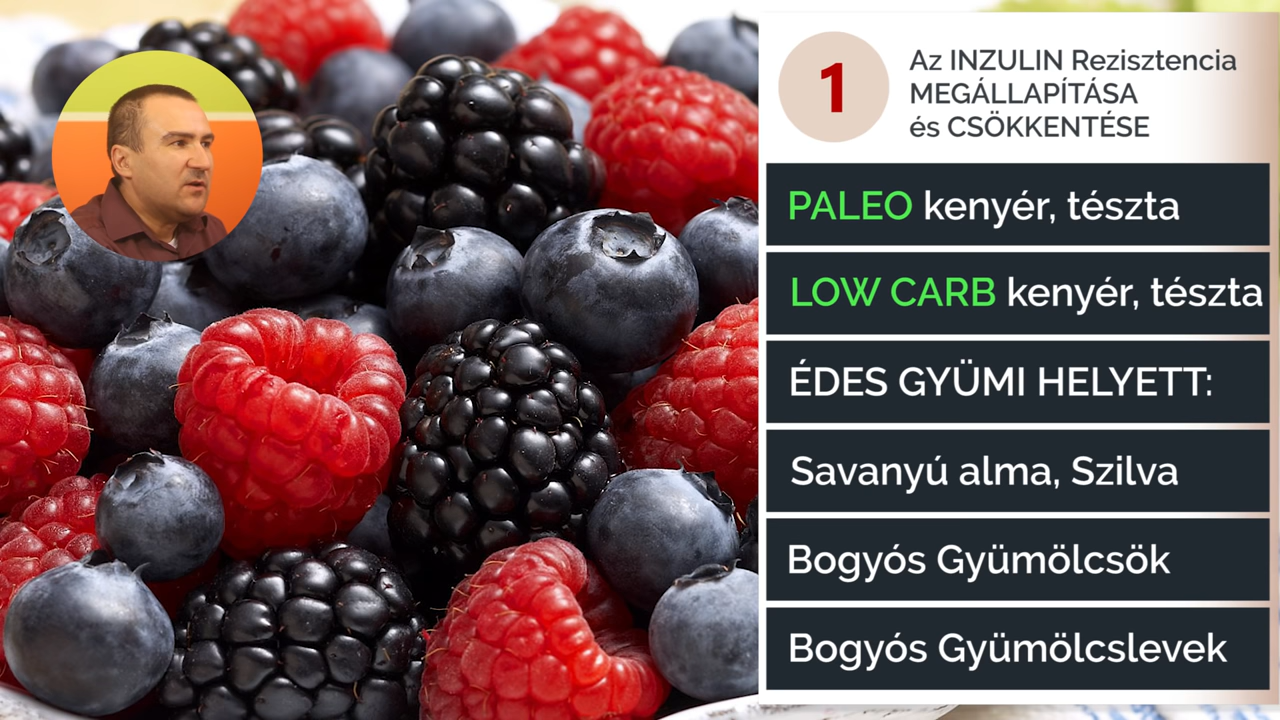 1
Az INZULIN Rezisztencia
MEGÁLLAPÍTÁSA
és CSÖKKENTÉSE
PALEO kenyér, tészta
LOW CARB kenyér, tészta
ÉDES GYÜMI HELYETT:
Savanyú alma, Szilva
Bogyós Gyümölcsök
Bogyós Gyümölcslevek